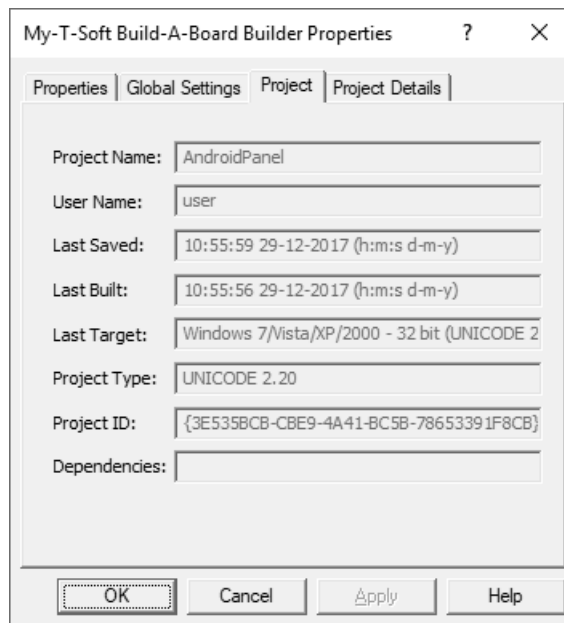 My-T-Soft Build-A-Board Builder Properties ? ×
Properties Global Settings Project Project Details
Project Name: AndroidPanel
User Name: user
Last Saved: 10:55:59 29-12-2017 (h:m:s d-m-y)
Last Built: 10:55:56 29-12-2017 (h:m:s d-m-y)
Last Target: Windows 7/Vista/XP/2000 - 32 bit (UNICODE 2
Project Type: UNICODE 2.20
Project ID: {3E535BCB-CBE9-4A41-BC5B-78653391F8CB}
Dependencies:
OK Cancel Apply Help